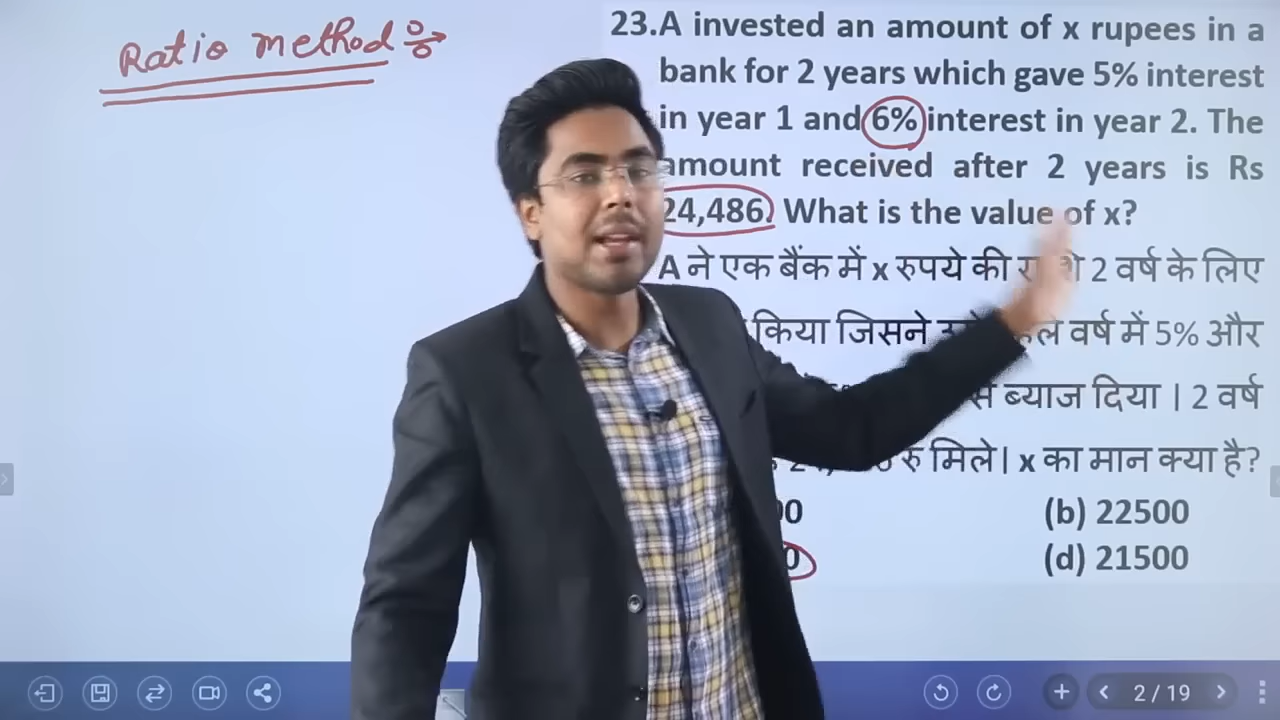 Ratio method
23.A invested an amount of x rupees in a
bank for 2 years which gave 5% interest
in year 1 and 6% interest in year 2. The
amount received after 2 years is Rs
24,486. What is the value of x?
A ने एक बैंक में x रुपये की 2 वर्ष के लिए
किया जिसने वर्ष में 5% और
ब्याज दिया | 2 वर्ष
रु मिले| x का मान क्या है?
(b) 22500
(d) 21500
2 / 19